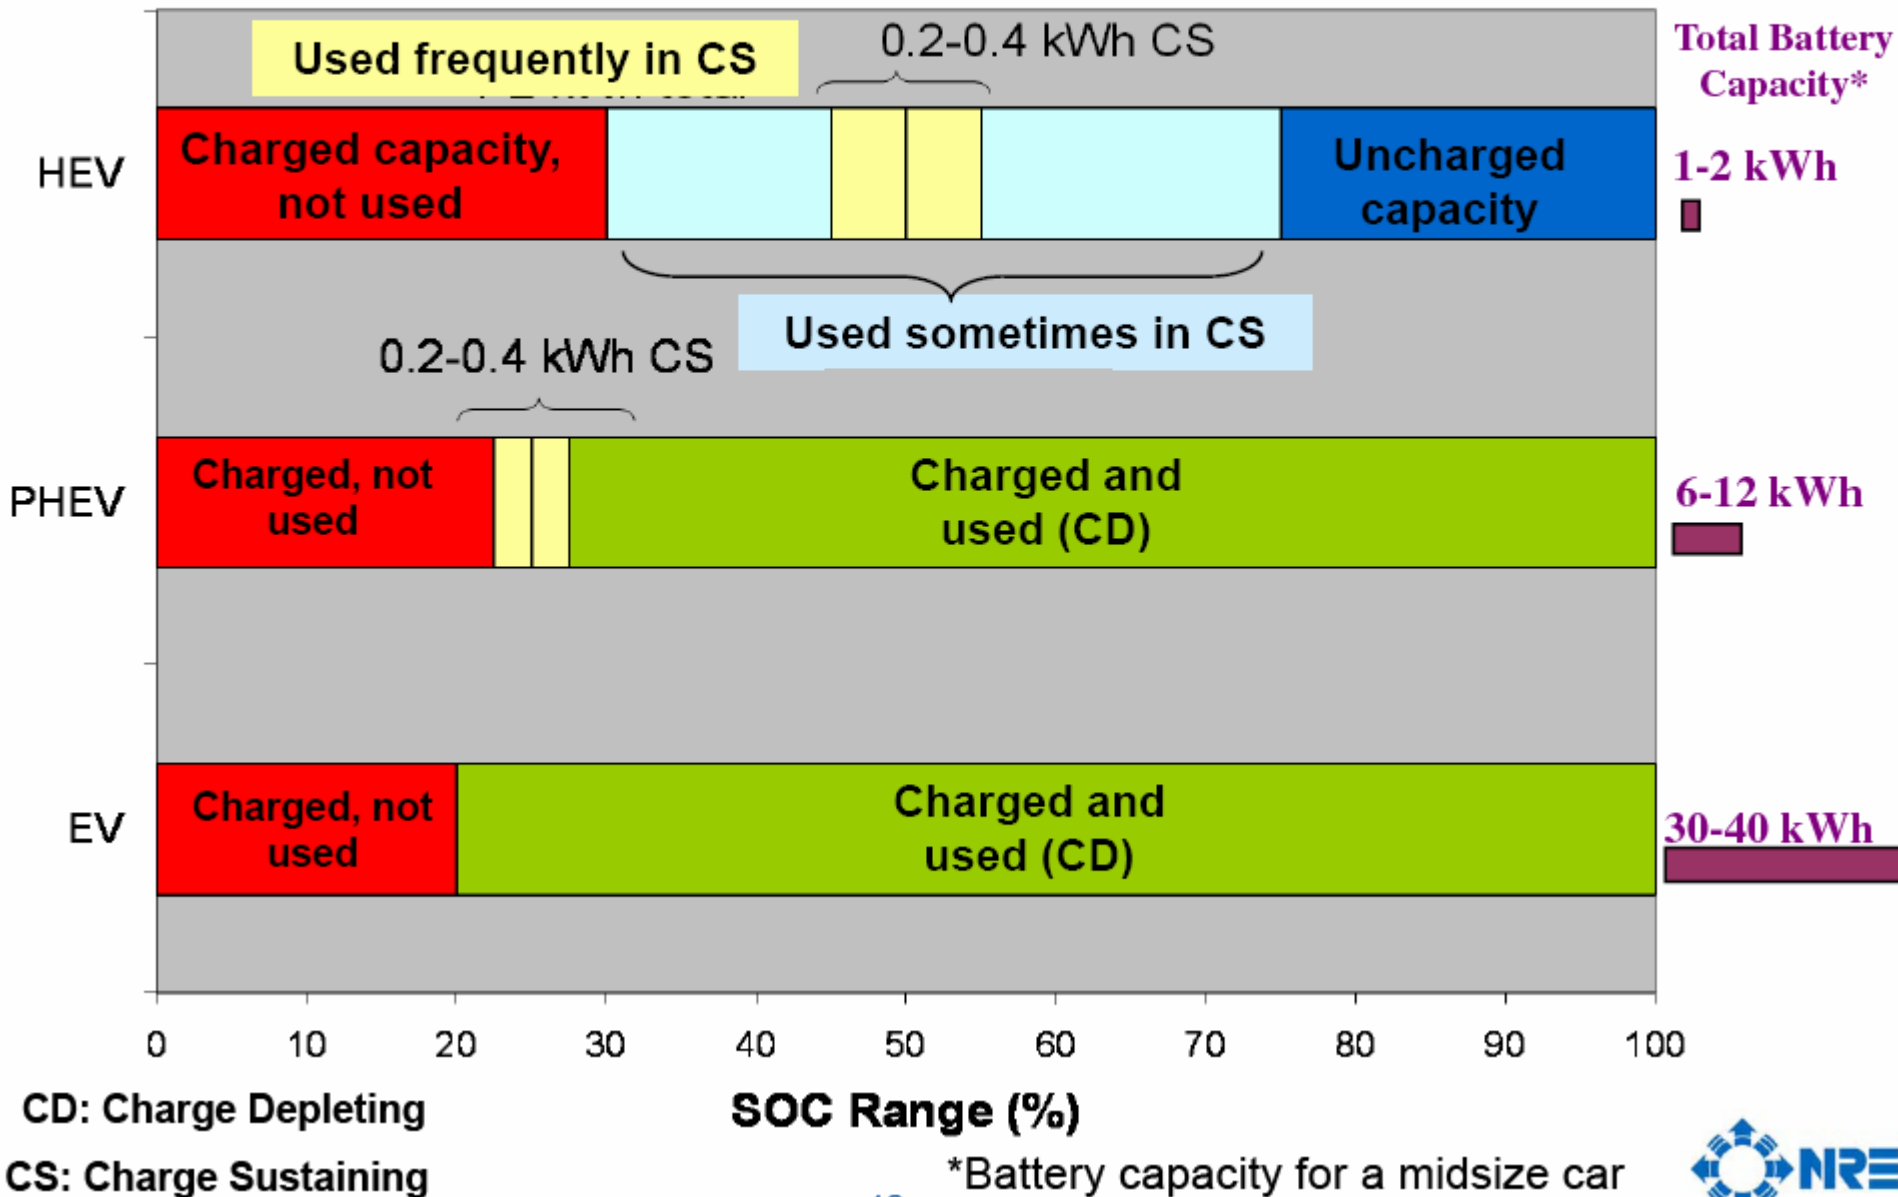 Used frequently in CS
0.2-0.4 kWh CS
Total Battery
Capacity*
HEV
Charged capacity,
not used
Uncharged
capacity
1-2 kWh
Used sometimes in CS
0.2-0.4 kWh CS
PHEV
Charged, not
used
Charged and
used (CD)
6-12 kWh
EV
Charged, not
used
Charged and
used (CD)
30-40 kWh
0 10 20 30 40 50 60 70 80 90 100
CD: Charge Depleting
SOC Range (%)
CS: Charge Sustaining
*Battery capacity for a midsize car
NRE